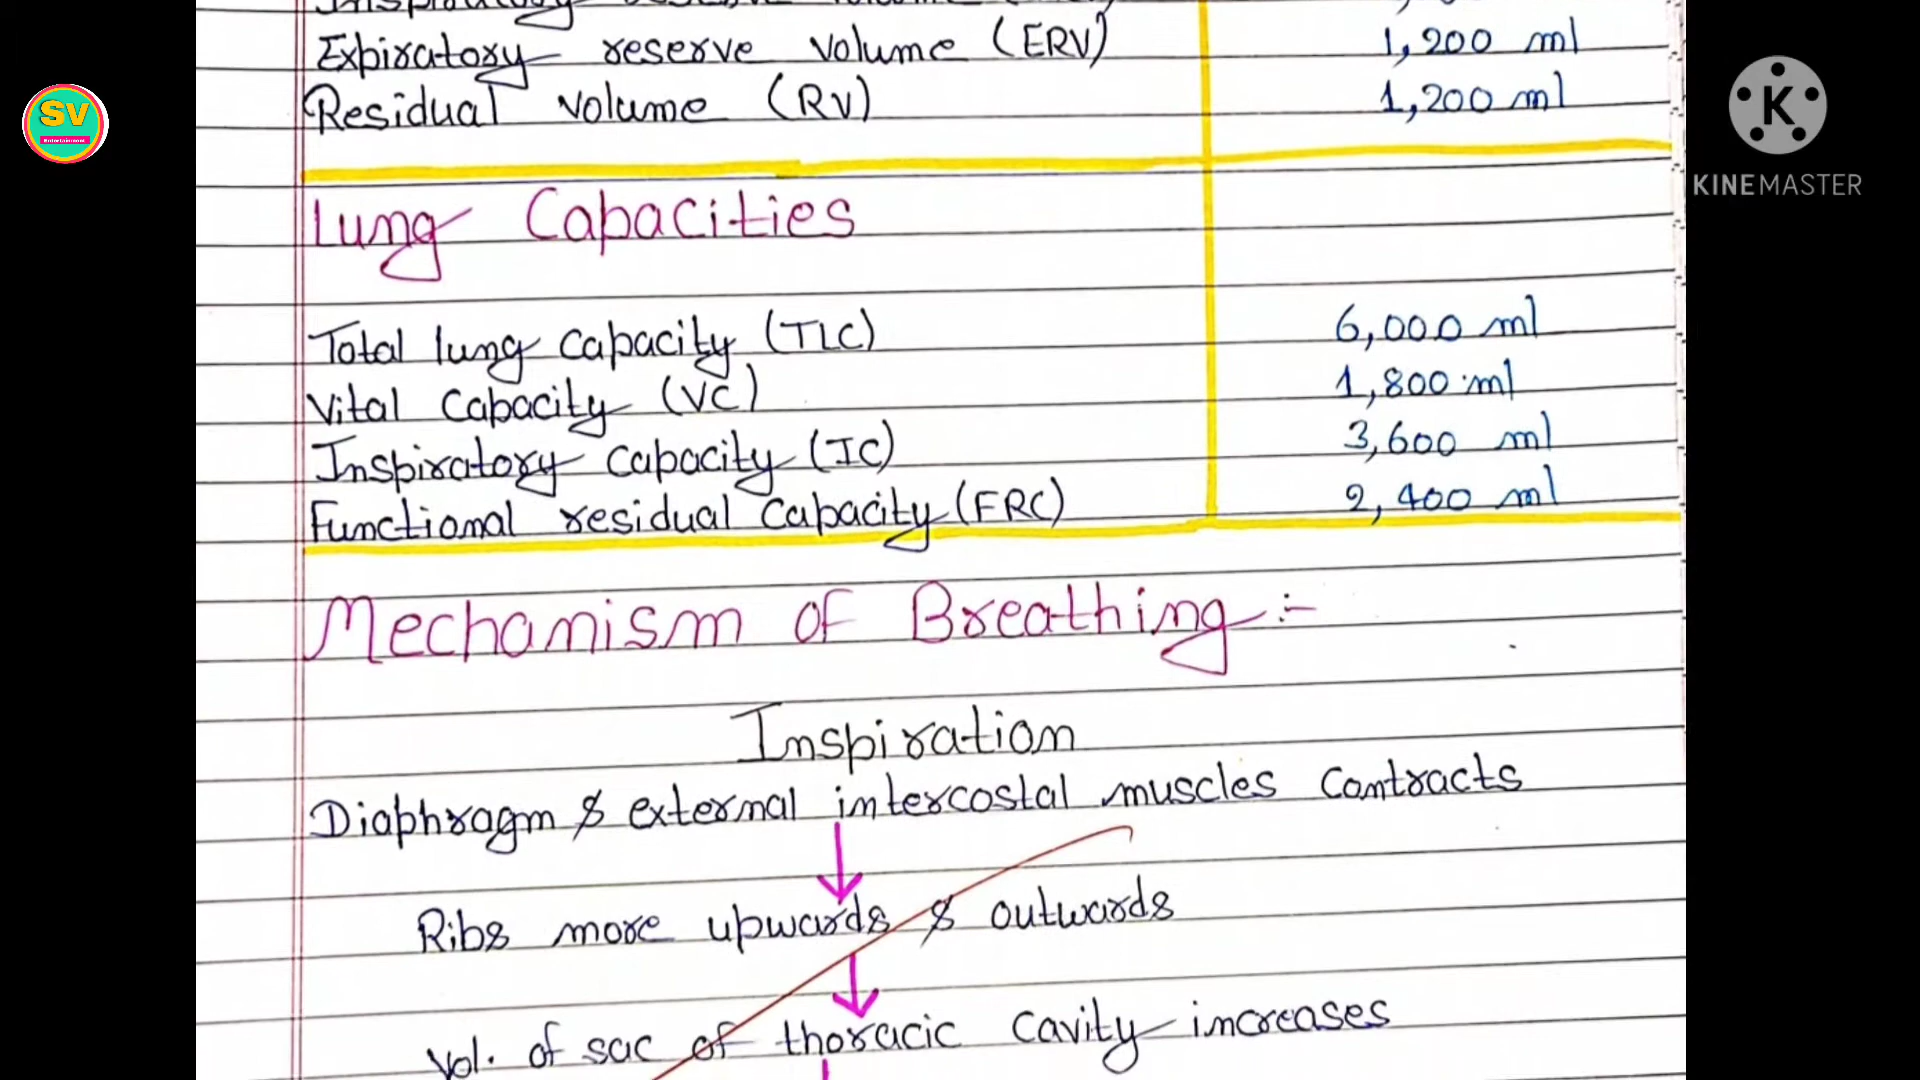 Expiratory reserve volume (ERV) 1,200 ml
Residual volume (RV) 1,200 ml
SV
Entertainment
K
KINEMASTER
Lung Capacities
Total lung capacity (TLC) 6,000 ml
Vital Capacity (VC) 1,800 ml
Inspiratory capacity (IC) 3,600 ml
Functional residual capacity (FRC) 2,400 ml
Mechanism of Breathing :-
Inspiration
Diaphragm & external intercostal muscles contracts
Ribs more upwards & outwards
Vol. of sac of thoracic cavity increases